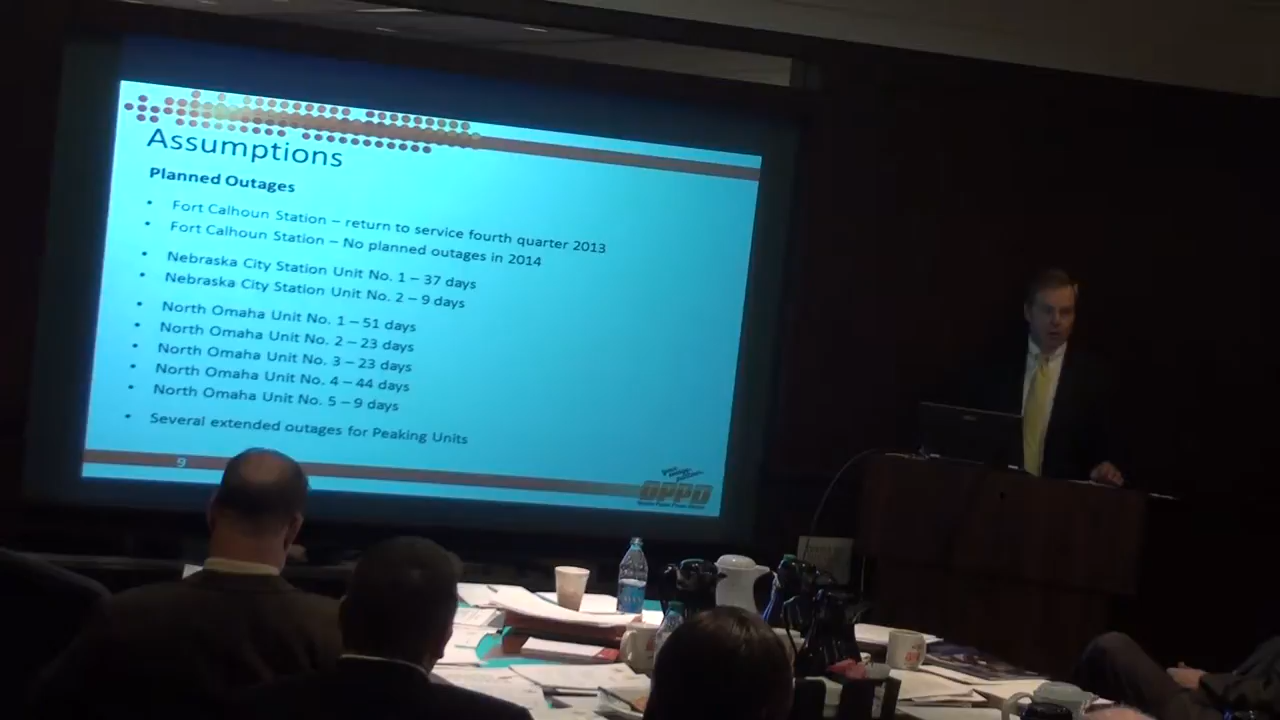 Assumptions
Planned Outages
• Fort Calhoun Station – return to service fourth quarter 2013
• Fort Calhoun Station – No planned outages in 2014
• Nebraska City Station Unit No. 1 – 37 days
• Nebraska City Station Unit No. 2 – 9 days
• North Omaha Unit No. 1 – 51 days
• North Omaha Unit No. 2 – 23 days
• North Omaha Unit No. 3 – 23 days
• North Omaha Unit No. 4 – 44 days
• North Omaha Unit No. 5 – 9 days
• Several extended outages for Peaking Units
9
OPPD